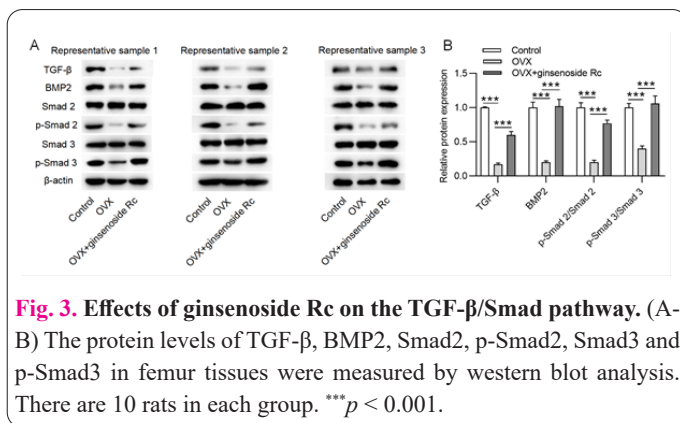 A
Representative sample 1
Representative sample 2
Representative sample 3
TGF-β
BMP2
Smad 2
p-Smad 2
Smad 3
p-Smad 3
β-actin
Control
OVX
OVX+ginsenoside Rc
Control
OVX
OVX+ginsenoside Rc
Control
OVX
OVX+ginsenoside Rc
B
Control
OVX
OVX+ginsenoside Rc
Relative protein expression
1.5
1.0
0.5
0.0
*** *** *** *** *** *** *** ***
TGF-β
BMP2
p-Smad 2/Smad 2
p-Smad 3/Smad 3
Fig. 3. Effects of ginsenoside Rc on the TGF-β/Smad pathway. (A-
B) The protein levels of TGF-β, BMP2, Smad2, p-Smad2, Smad3 and
p-Smad3 in femur tissues were measured by western blot analysis.
There are 10 rats in each group. ***p < 0.001.